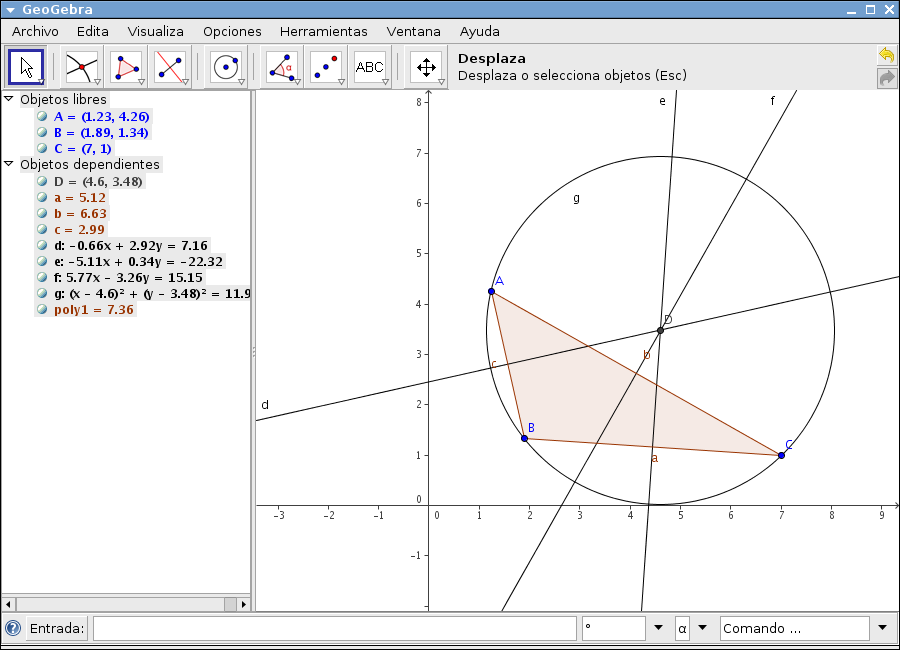 GeoGebra
Archivo Edita Visualiza Opciones Herramientas Ventana Ayuda
α
ABC
Desplaza
Desplaza o selecciona objetos (Esc)
Objetos libres
A = (1.23, 4.26)
B = (1.89, 1.34)
C = (7, 1)
Objetos dependientes
D = (4.6, 3.48)
a = 5.12
b = 6.63
c = 2.99
d: -0.66x + 2.92y = 7.16
e: -5.11x + 0.34y = -22.32
f: 5.77x - 3.26y = 15.15
g: (x - 4.6)² + (y - 3.48)² = 11.9
poly1 = 7.36
8
e
f
7
6
g
5
A
4
D
3
b
c
d
2
B
C
1
a
0
-3 -2 -1 0 1 2 3 4 5 6 7 8 9
-1
Entrada:
°
α
Comando ...